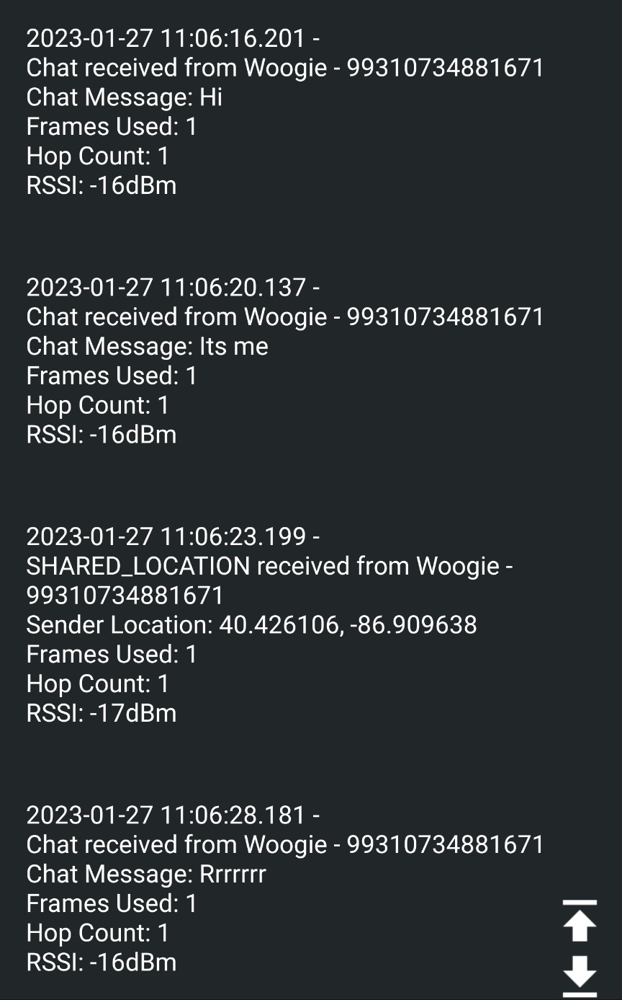 2023-01-27 11:06:16.201 -
Chat received from Woogie - 99310734881671
Chat Message: Hi
Frames Used: 1
Hop Count: 1
RSSI: -16dBm
2023-01-27 11:06:20.137 -
Chat received from Woogie - 99310734881671
Chat Message: Its me
Frames Used: 1
Hop Count: 1
RSSI: -16dBm
2023-01-27 11:06:23.199 -
SHARED_LOCATION received from Woogie -
99310734881671
Sender Location: 40.426106, -86.909638
Frames Used: 1
Hop Count: 1
RSSI: -17dBm
2023-01-27 11:06:28.181 -
Chat received from Woogie - 99310734881671
Chat Message: Rrrrrrr
Frames Used: 1
Hop Count: 1
RSSI: -16dBm